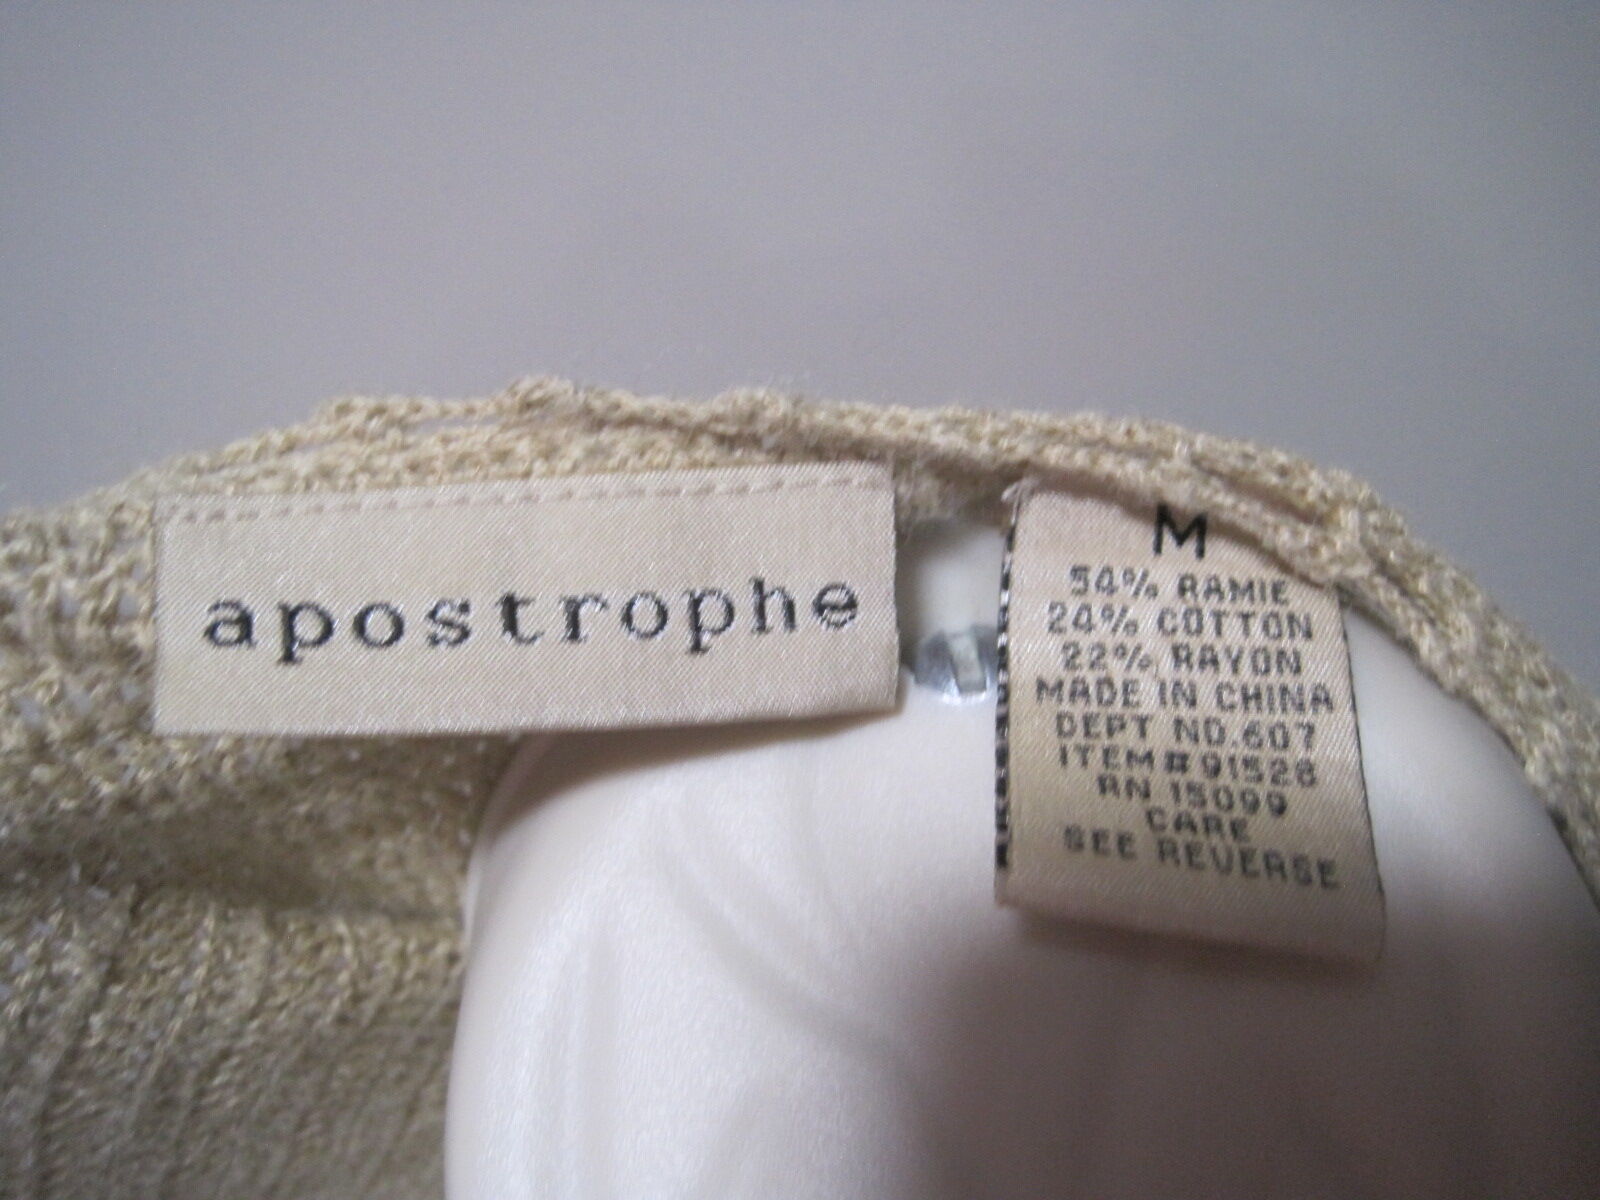 apostrophe
M
54% RAMIE
24% COTTON
22% RAYON
MADE IN CHINA
DEPT NO.607
ITEM#91528
RN 15099
CARE
SEE REVERSE